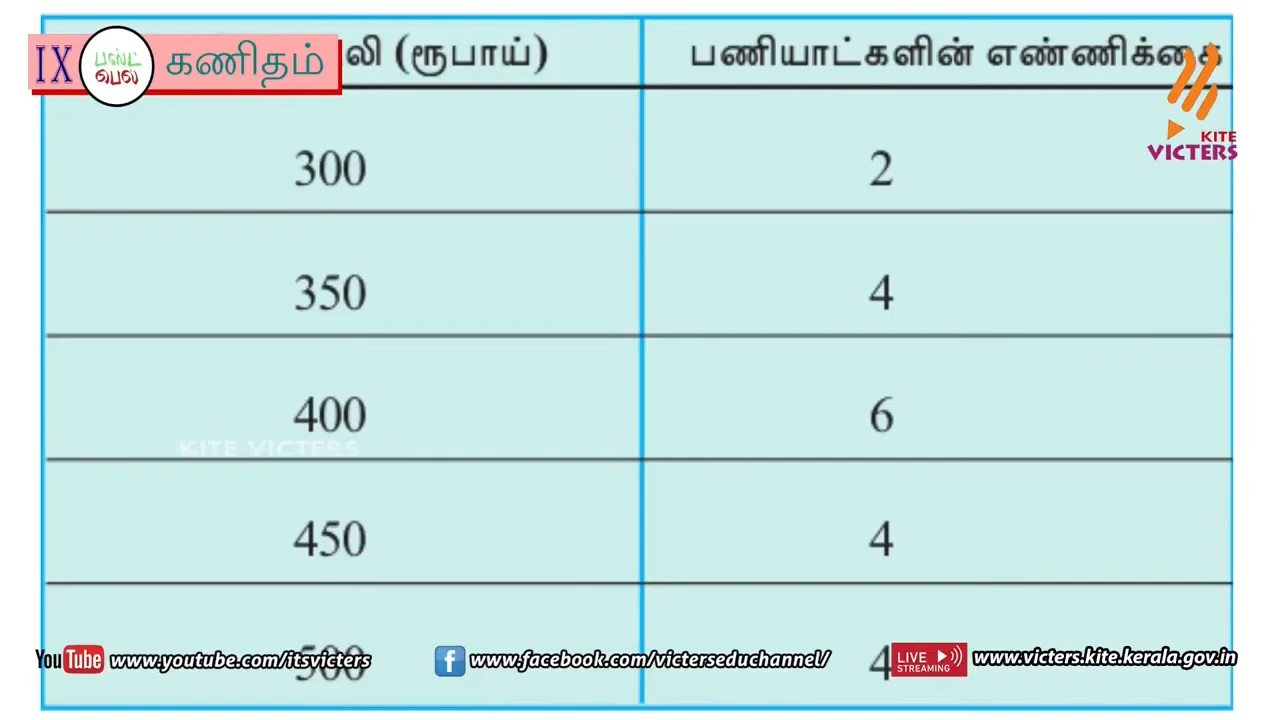 IX பஸ்ட் பெல் கணிதம் லி (ரூபாய்) பணியாட்களின் எண்ணிக்கை
KITE VICTERS
300 2
350 4
400 6
KITE VICTERS
450 4
500 4
YouTube www.youtube.com/itsvicters f www.facebook.com/victerseduchannel/ LIVE STREAMING www.victers.kite.kerala.gov.in